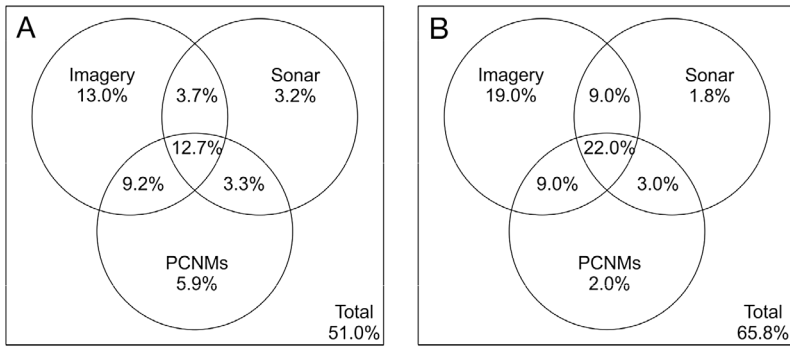 A
Imagery
13.0%
3.7%
Sonar
3.2%
12.7%
9.2%
3.3%
PCNMs
5.9%
Total
51.0%
B
Imagery
19.0%
9.0%
Sonar
1.8%
22.0%
9.0%
3.0%
PCNMs
2.0%
Total
65.8%